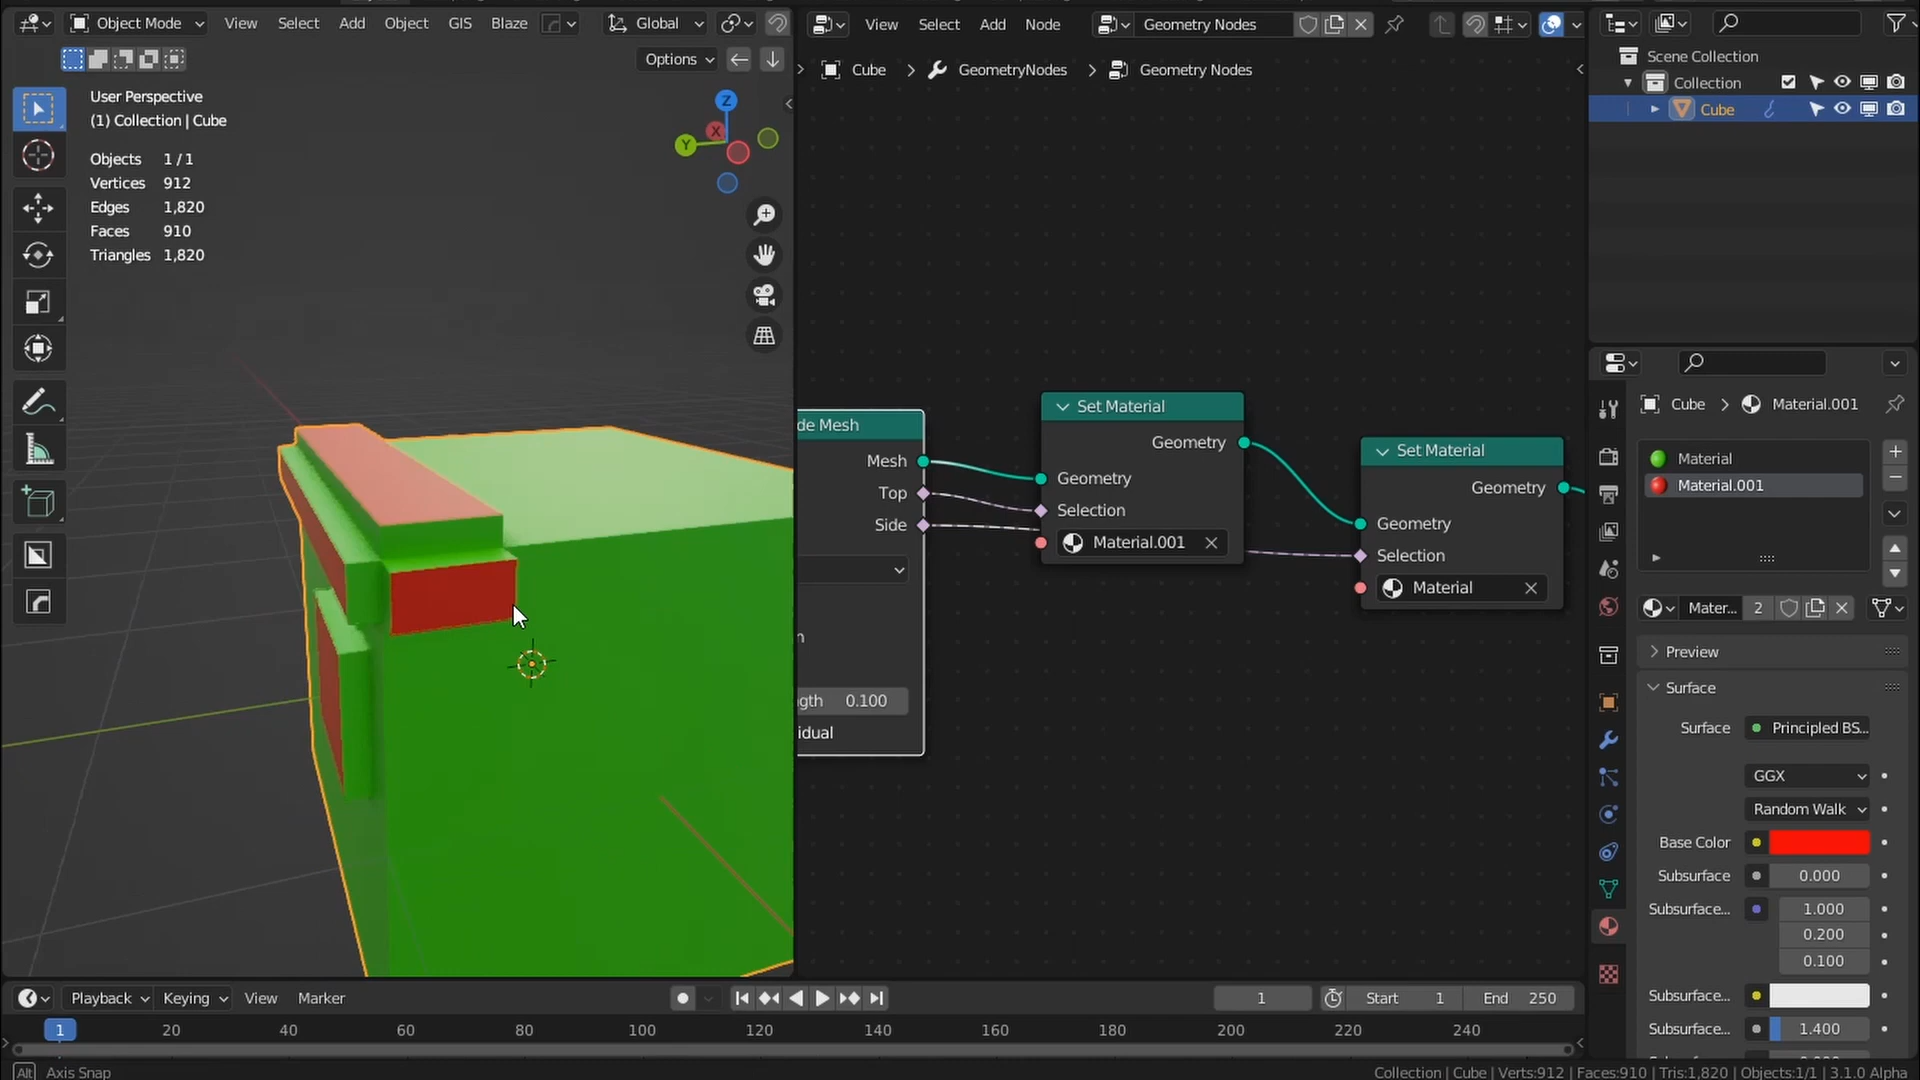 Object Mode View Select Add Object GIS Blaze Global
Options
User Perspective
(1) Collection | Cube
Objects 1 / 1
Vertices 912
Edges 1,820
Faces 910
Triangles 1,820
Z
X
Y
View Select Add Node Geometry Nodes
Cube GeometryNodes Geometry Nodes
de Mesh
Mesh
Top
Side
n
gth 0.100
idual
Set Material
Geometry
Geometry
Selection
Material.001
Set Material
Geometry
Geometry
Selection
Material
Scene Collection
Collection
Cube
Cube Material.001
Material
Material.001
Mater... 2
Preview
Surface
Surface Principled BS...
GGX
Random Walk
Base Color
Subsurface 0.000
Subsurface... 1.000
0.200
0.100
Subsurface...
Subsurface... 1.400
Playback Keying View Marker
1 Start 1 End 250
1 20 40 60 80 100 120 140 160 180 200 220 240
Alt Axis Snap
Collection | Cube | Verts:912 | Faces:910 | Tris:1,820 | Objects:1/1 | 3.1.0 Alpha